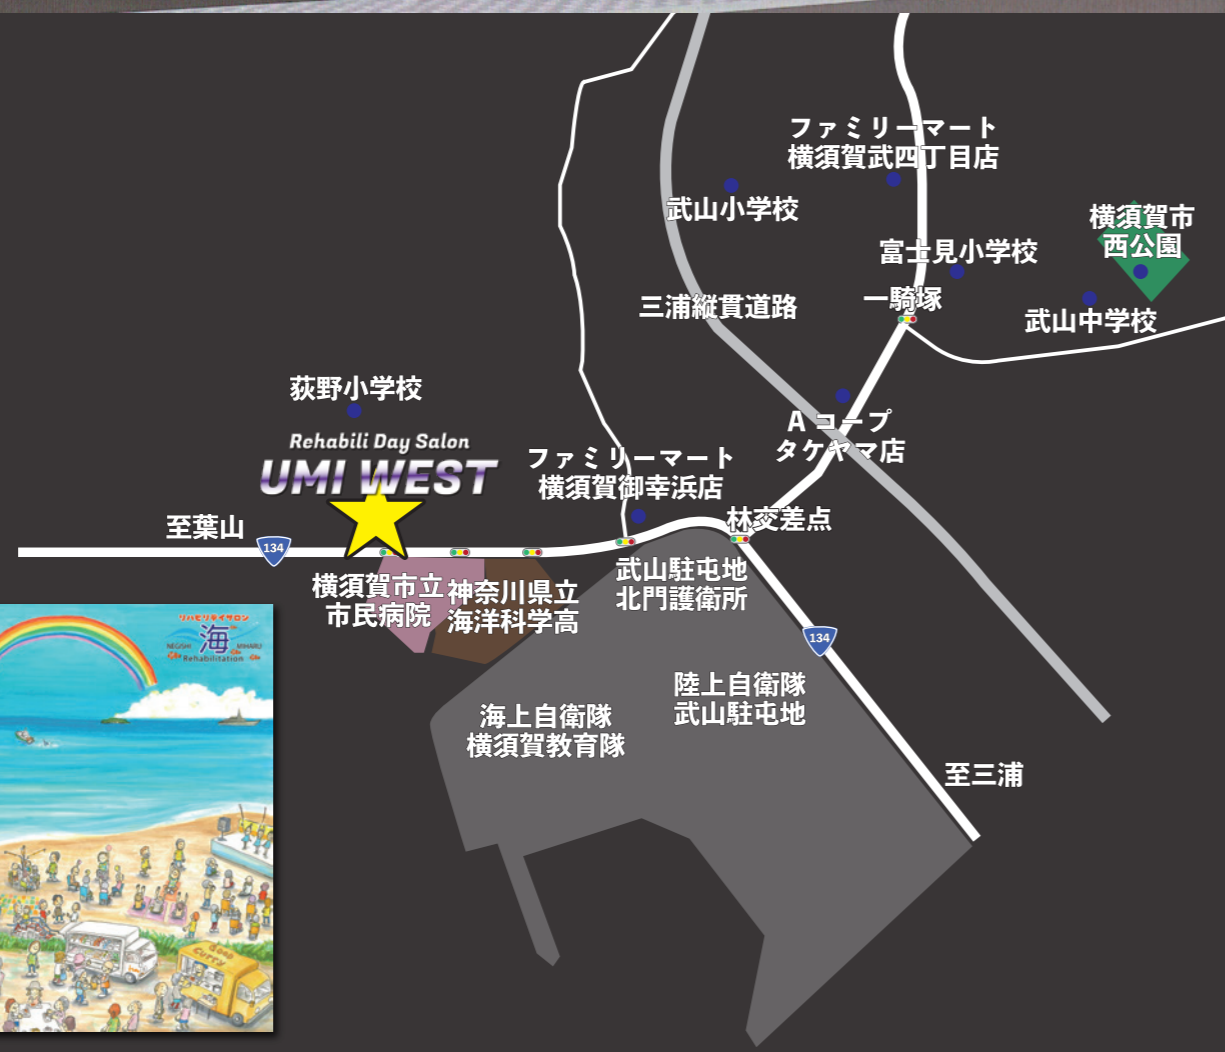 ファミリーマート
横須賀武四丁目店
武山小学校
横須賀市
西公園
富士見小学校
一騎塚
三浦縦貫道路
武山中学校
荻野小学校
Aコープ
タケヤマ店
Rehabili Day Salon
UMI WEST
ファミリーマート
横須賀御幸浜店
至葉山
134
林交差点
横須賀市立
市民病院
神奈川県立
海洋科学高
武山駐屯地
北門護衛所
134
陸上自衛隊
武山駐屯地
海上自衛隊
横須賀教育隊
至三浦
リハビリデイサロン
海
NEGISHI
MIHARU
Rehabilitation
GOOD
CURRY